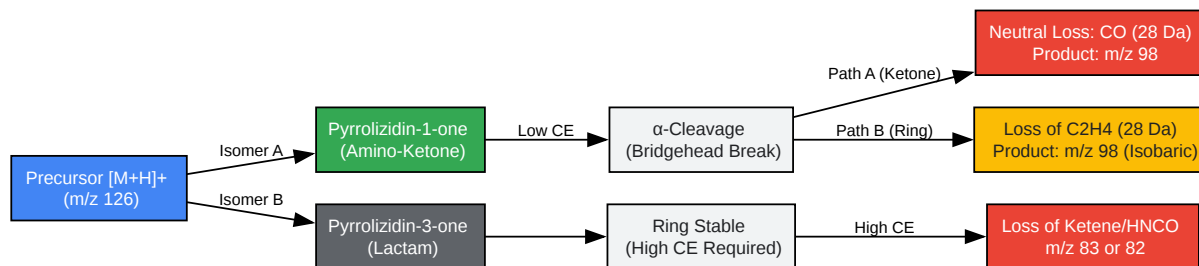 Precursor [M+H]+
(m/z 126)
Isomer A
Isomer B
Pyrrolizidin-1-one
(Amino-Ketone)
Pyrrolizidin-3-one
(Lactam)
Low CE
α-Cleavage
(Bridgehead Break)
Ring Stable
(High CE Required)
Path A (Ketone)
Path B (Ring)
High CE
Neutral Loss: CO (28 Da)
Product: m/z 98
Loss of C2H4 (28 Da)
Product: m/z 98 (Isobaric)
Loss of Ketene/HNCO
m/z 83 or 82